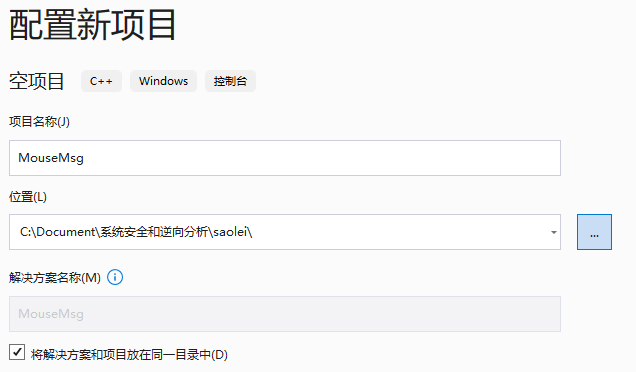 配置新项目
空项目 C++ Windows 控制台
项目名称(J)
MouseMsg
位置(L)
C:\Document\系统安全和逆向分析\saolei\
...
解决方案名称(M)
MouseMsg
将解决方案和项目放在同一目录中(D)